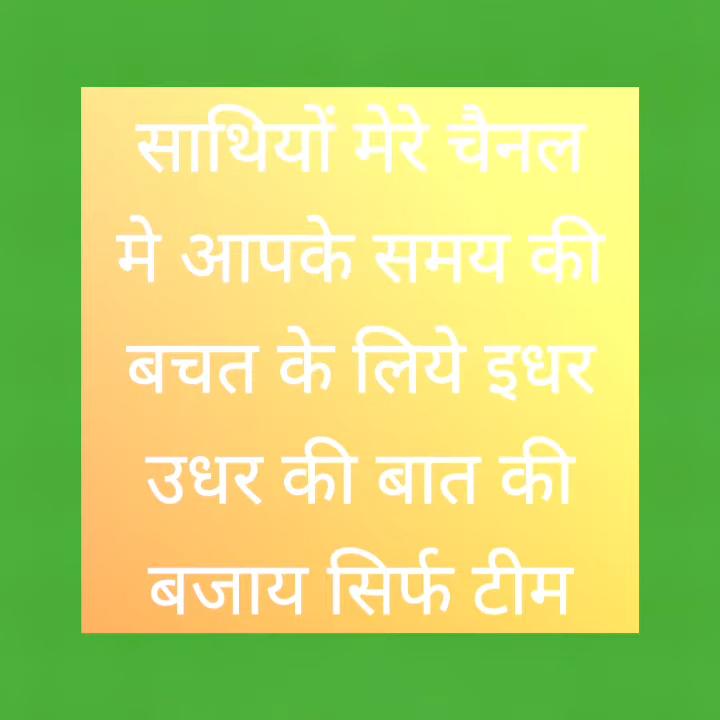 साथियों मेरे चैनल
मे आपके समय की
बचत के लिये इधर
उधर की बात की
बजाय सिर्फ टीम